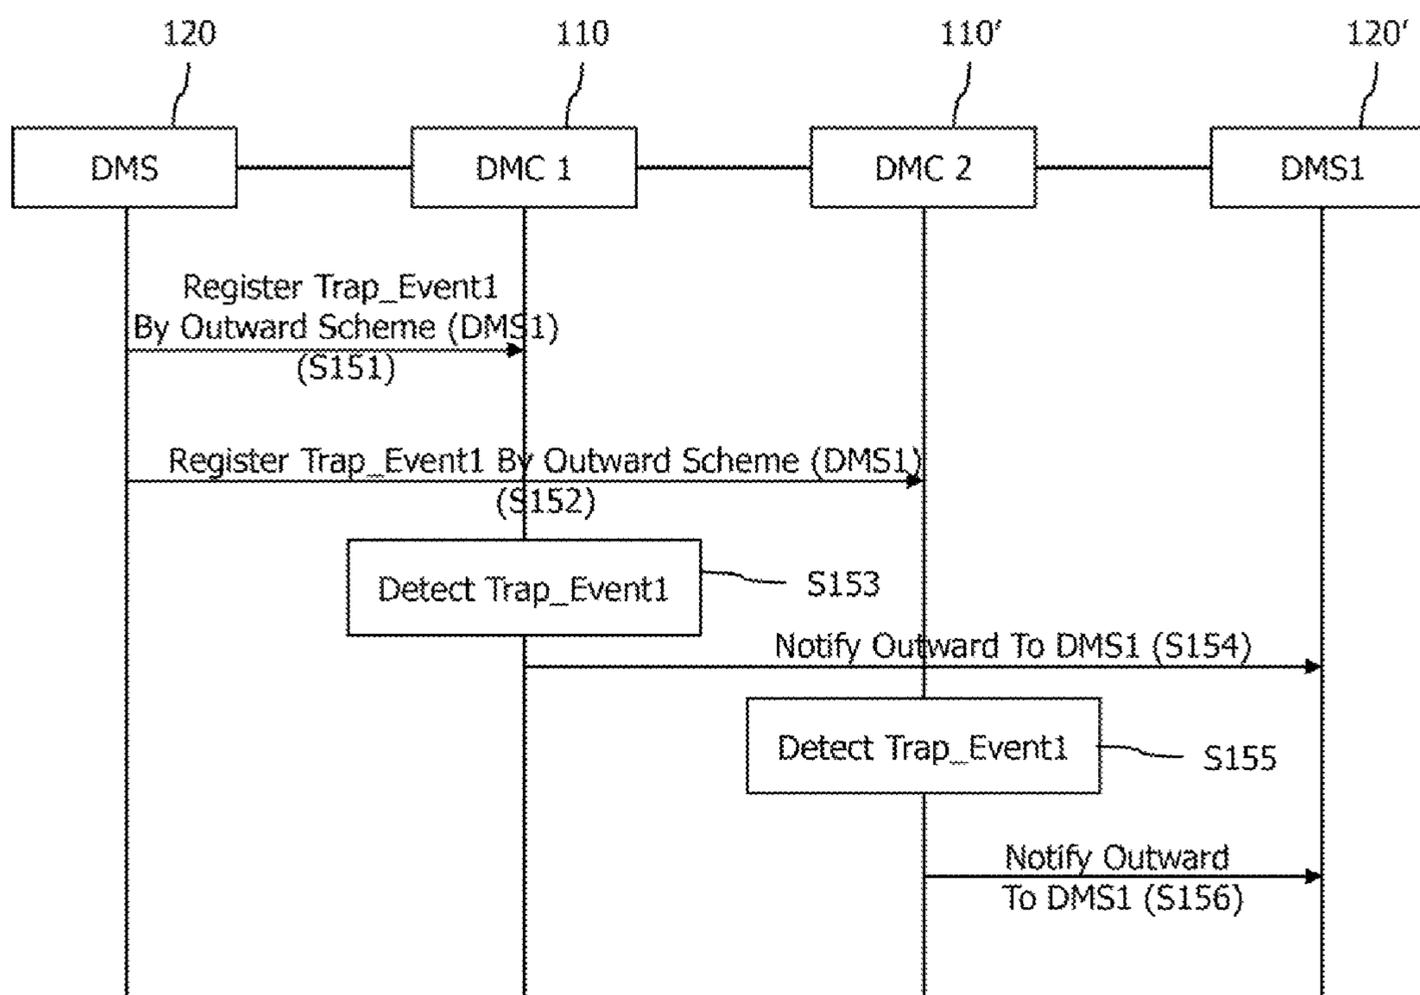 120
110
110′
120′
DMS
DMC 1
DMC 2
DMS1
Register Trap_Event1
By Outward Scheme (DMS1)
(S151)
Register Trap_Event1 By Outward Scheme (DMS1)
(S152)
Detect Trap_Event1
S153
Notify Outward To DMS1 (S154)
Detect Trap_Event1
S155
Notify Outward
To DMS1 (S156)